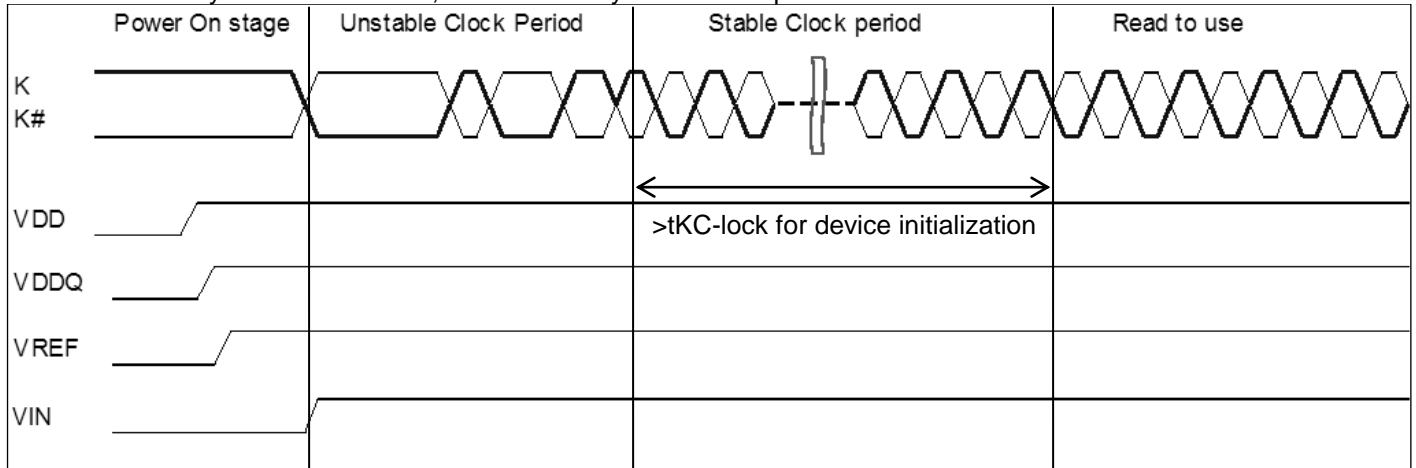 Power On stage Unstable Clock Period Stable Clock period Read to use
K
K#
VDD
>tKC-lock for device initialization
VDDQ
VREF
VIN